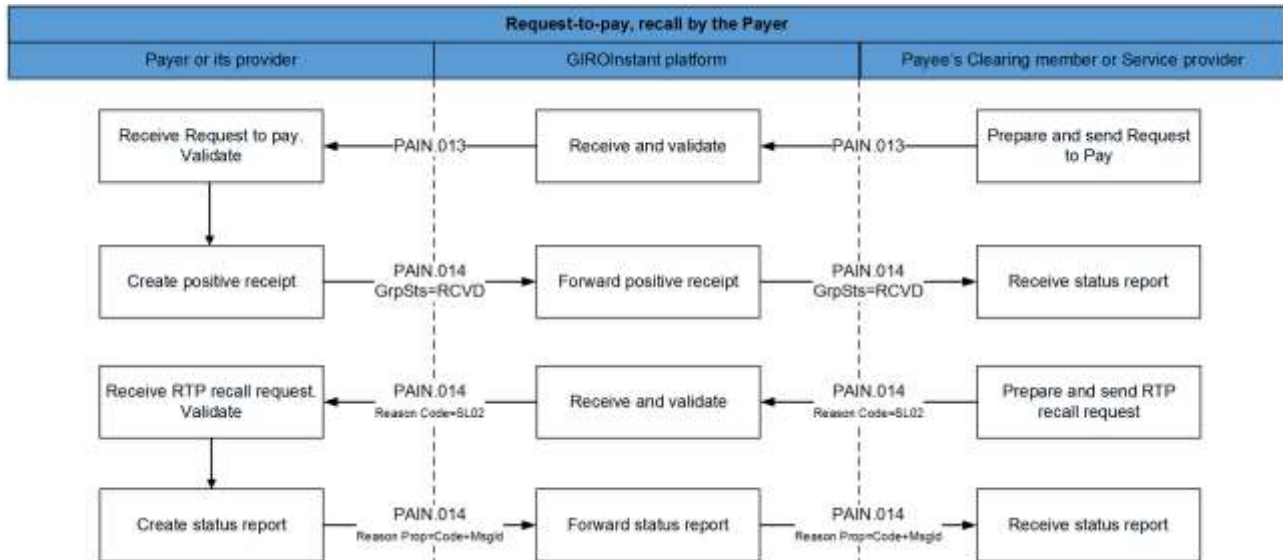 Request-to-pay, recall by the Payer
Payer or its provider
GIROInstant platform
Payee's Clearing member or Service provider
Receive Request to pay.
Validate
PAIN.013
Receive and validate
PAIN.013
Prepare and send Request
to Pay
Create positive receipt
PAIN.014
GrpSts=RCVD
Forward positive receipt
PAIN.014
GrpSts=RCVD
Receive status report
Receive RTP recall request.
Validate
PAIN.014
Reason Code=SL02
Receive and validate
PAIN.014
Reason Code=SL02
Prepare and send RTP
recall request
Create status report
PAIN.014
Reason Prop=Code+MsgId
Forward status report
PAIN.014
Reason Prop=Code+MsgId
Receive status report